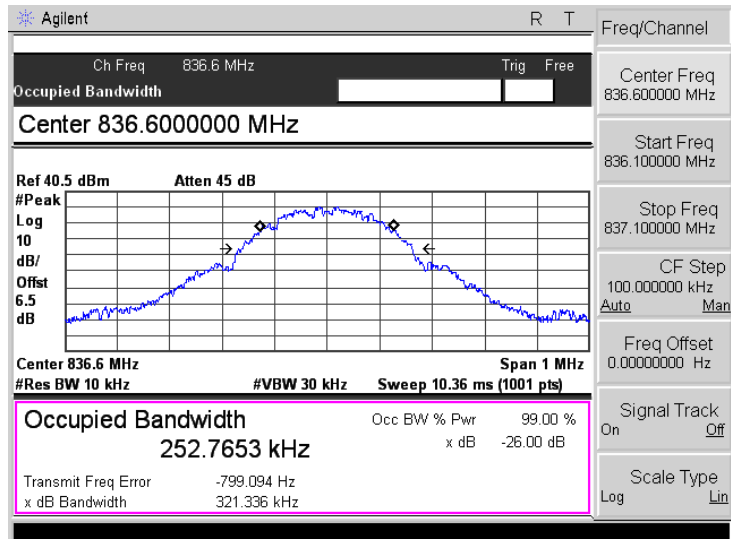 Agilent R T
Ch Freq 836.6 MHz Trig Free
Occupied Bandwidth
Center 836.6000000 MHz
Ref 40.5 dBm Atten 45 dB
#Peak
Log
10
dB/
Offst
6.5
dB
Center 836.6 MHz Span 1 MHz
#Res BW 10 kHz #VBW 30 kHz Sweep 10.36 ms (1001 pts)
Occupied Bandwidth Occ BW % Pwr 99.00 %
252.7653 kHz x dB -26.00 dB
Transmit Freq Error -799.094 Hz
x dB Bandwidth 321.336 kHz
Freq/Channel
Center Freq
836.600000 MHz
Start Freq
836.100000 MHz
Stop Freq
837.100000 MHz
CF Step
100.000000 kHz
Auto Man
Freq Offset
0.00000000 Hz
Signal Track
On Off
Scale Type
Log Lin